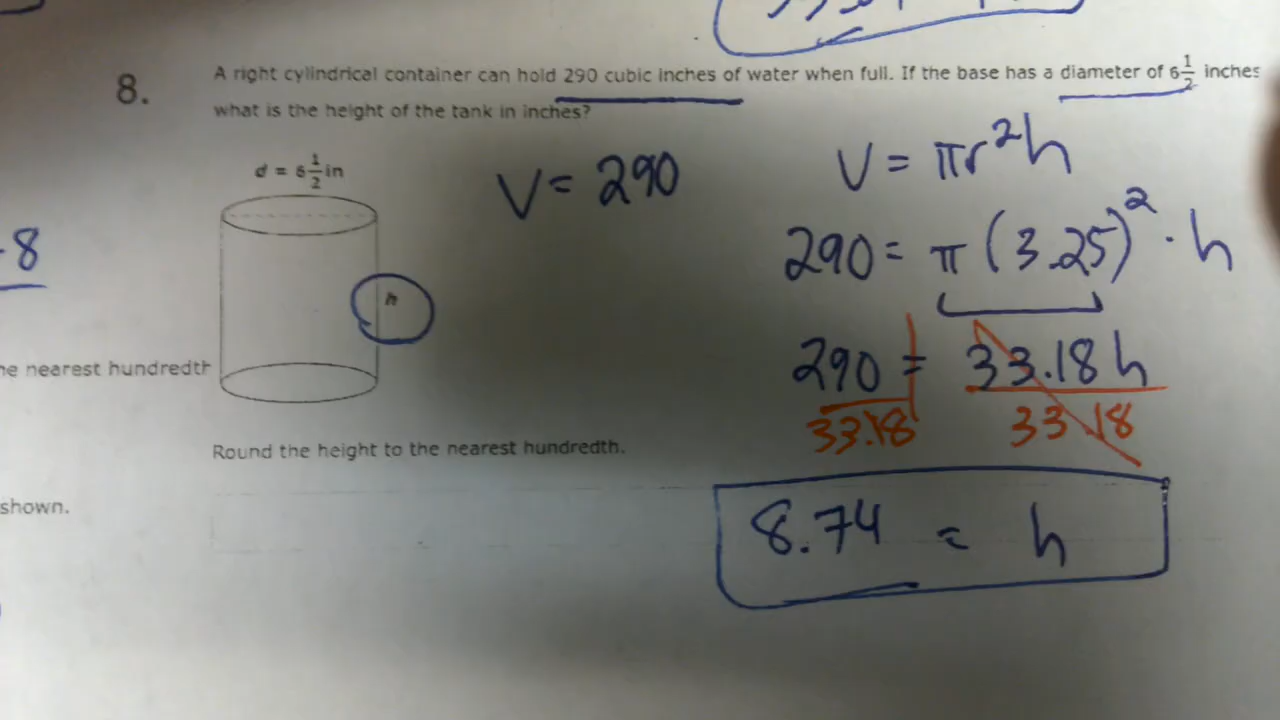 8.
A right cylindrical container can hold 290 cubic inches of water when full. If the base has a diameter of 6 1/2 inches
what is the height of the tank in inches?
d = 6 1/2 in
h
V = 290
V = πr²h
290 = π(3.25)² · h
290 = 33.18h
33.18 33.18
8.74 = h
-8
nearest hundredth
Round the height to the nearest hundredth.
shown.